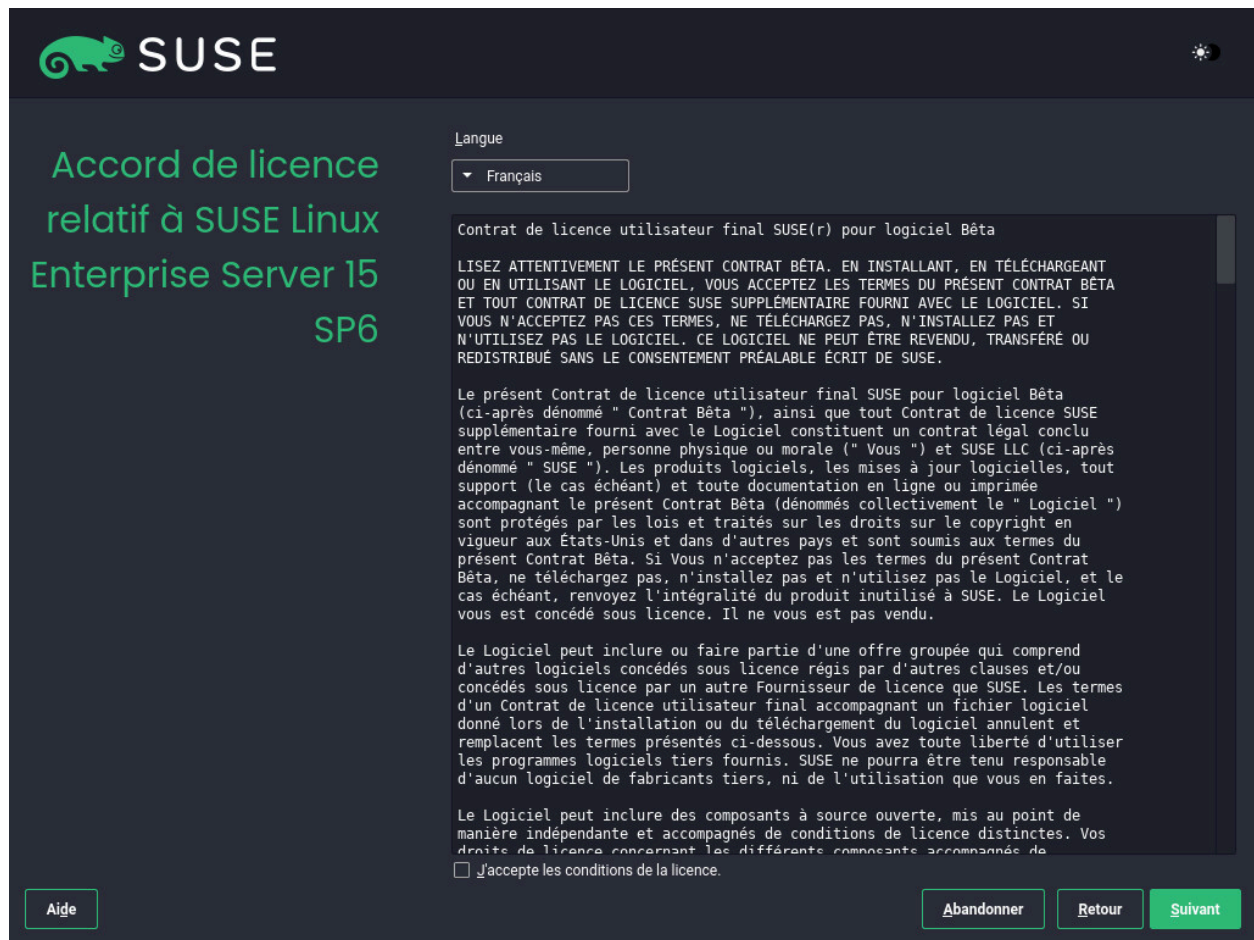 SUSE
Accord de licence
relatif à SUSE Linux
Enterprise Server 15
SP6
Langue
Français
Contrat de licence utilisateur final SUSE(r) pour logiciel Bêta
LISEZ ATTENTIVEMENT LE PRÉSENT CONTRAT BÊTA. EN INSTALLANT, EN TÉLÉCHARGEANT
OU EN UTILISANT LE LOGICIEL, VOUS ACCEPTEZ LES TERMES DU PRÉSENT CONTRAT BÊTA
ET TOUT CONTRAT DE LICENCE SUSE SUPPLÉMENTAIRE FOURNI AVEC LE LOGICIEL. SI
VOUS N'ACCEPTEZ PAS CES TERMES, NE TÉLÉCHARGEZ PAS, N'INSTALLEZ PAS ET
N'UTILISEZ PAS LE LOGICIEL. CE LOGICIEL NE PEUT ÊTRE REVENDU, TRANSFÉRÉ OU
REDISTRIBUÉ SANS LE CONSENTEMENT PRÉALABLE ÉCRIT DE SUSE.
Le présent Contrat de licence utilisateur final SUSE pour logiciel Bêta
(ci-après dénommé " Contrat Bêta "), ainsi que tout Contrat de licence SUSE
supplémentaire fourni avec le Logiciel constituent un contrat légal conclu
entre vous-même, personne physique ou morale (" Vous ") et SUSE LLC (ci-après
dénommé " SUSE "). Les produits logiciels, les mises à jour logicielles, tout
support (le cas échéant) et toute documentation en ligne ou imprimée
accompagnant le présent Contrat Bêta (dénommés collectivement le " Logiciel ")
sont protégés par les lois et traités sur les droits sur le copyright en
vigueur aux États-Unis et dans d'autres pays et sont soumis aux termes du
présent Contrat Bêta. Si Vous n'acceptez pas les termes du présent Contrat
Bêta, ne téléchargez pas, n'installez pas et n'utilisez pas le Logiciel, et le
cas échéant, renvoyez l'intégralité du produit inutilisé à SUSE. Le Logiciel
vous est concédé sous licence. Il ne vous est pas vendu.
Le Logiciel peut inclure ou faire partie d'une offre groupée qui comprend
d'autres logiciels concédés sous licence régis par d'autres clauses et/ou
concédés sous licence par un autre Fournisseur de licence que SUSE. Les termes
d'un Contrat de licence utilisateur final accompagnant un fichier logiciel
donné lors de l'installation ou du téléchargement du logiciel annulent et
remplacent les termes présentés ci-dessous. Vous avez toute liberté d'utiliser
les programmes logiciels tiers fournis. SUSE ne pourra être tenu responsable
d'aucun logiciel de fabricants tiers, ni de l'utilisation que vous en faites.
Le Logiciel peut inclure des composants à source ouverte, mis au point de
manière indépendante et accompagnés de conditions de licence distinctes. Vos
droits de licence concernant les différents composants accompagnés de
J'accepte les conditions de la licence.
Aide
Abandonner
Retour
Suivant